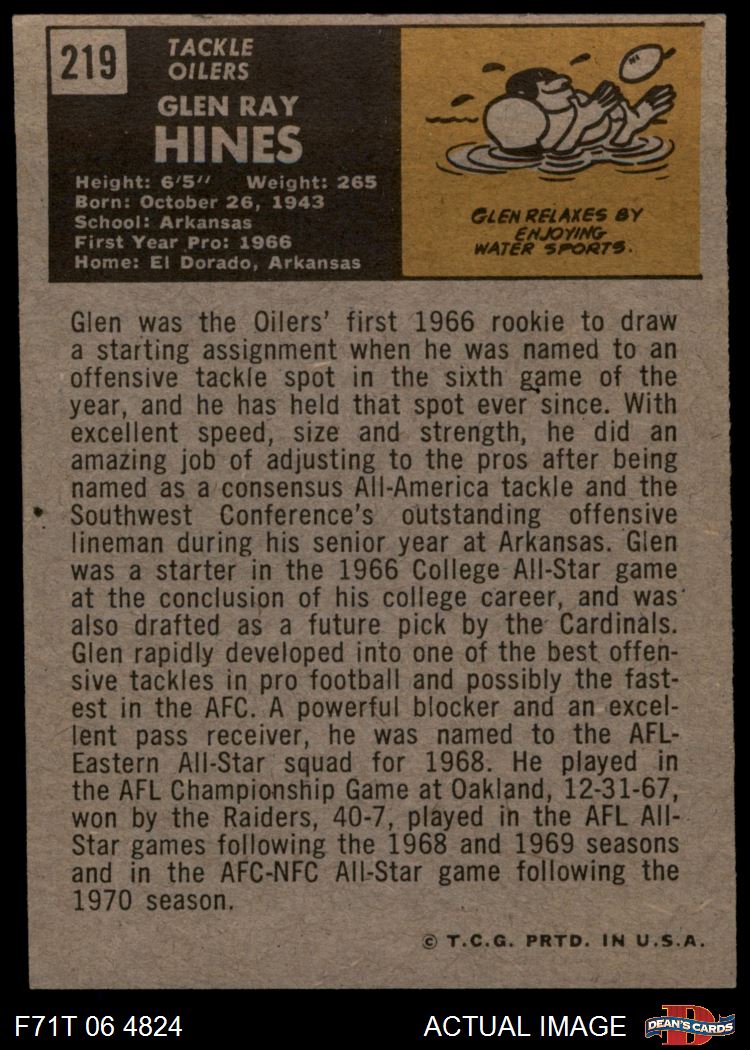 219
TACKLE
OILERS
GLEN RAY
HINES
Height: 6'5" Weight: 265
Born: October 26, 1943
School: Arkansas
First Year Pro: 1966
Home: El Dorado, Arkansas
GLEN RELAXES BY
ENJOYING
WATER SPORTS.
Glen was the Oilers' first 1966 rookie to draw
a starting assignment when he was named to an
offensive tackle spot in the sixth game of the
year, and he has held that spot ever since. With
excellent speed, size and strength, he did an
amazing job of adjusting to the pros after being
named as a consensus All-America tackle and the
Southwest Conference's outstanding offensive
lineman during his senior year at Arkansas. Glen
was a starter in the 1966 College All-Star game
at the conclusion of his college career, and was
also drafted as a future pick by the Cardinals.
Glen rapidly developed into one of the best offen-
sive tackles in pro football and possibly the fast-
est in the AFC. A powerful blocker and an excel-
lent pass receiver, he was named to the AFL-
Eastern All-Star squad for 1968. He played in
the AFL Championship Game at Oakland, 12-31-67,
won by the Raiders, 40-7, played in the AFL All-
Star games following the 1968 and 1969 seasons
and in the AFC-NFC All-Star game following the
1970 season.
© T.C.G. PRTD. IN U.S.A.
F71T 06 4824 ACTUAL IMAGE D DEAN'S CARDS